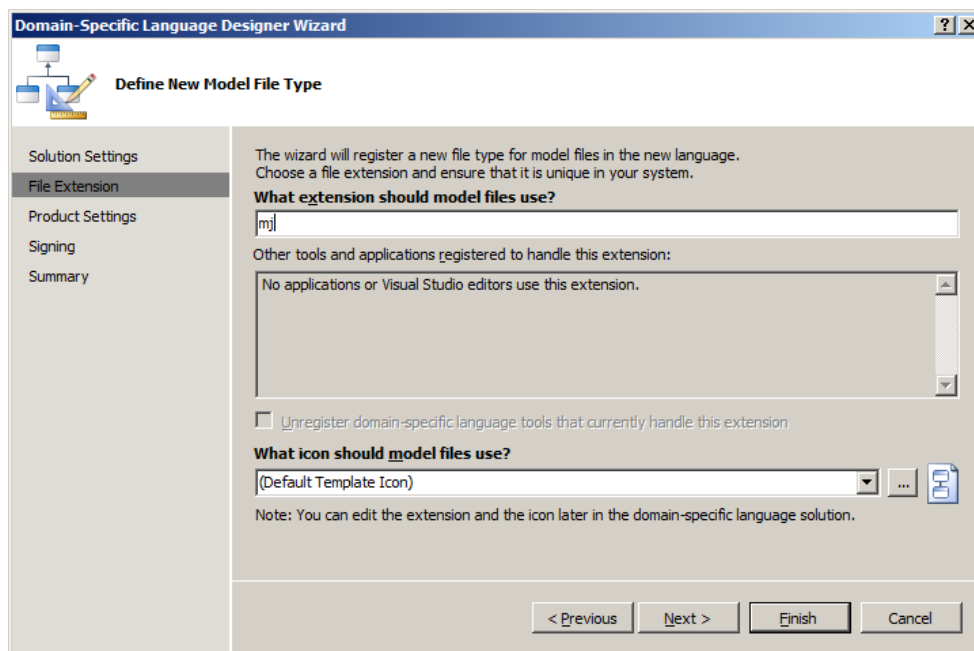 Domain-Specific Language Designer Wizard
Define New Model File Type
Solution Settings
File Extension
Product Settings
Signing
Summary
The wizard will register a new file type for model files in the new language.
Choose a file extension and ensure that it is unique in your system.
What extension should model files use?
mj
Other tools and applications registered to handle this extension:
No applications or Visual Studio editors use this extension.
Unregister domain-specific language tools that currently handle this extension
What icon should model files use?
(Default Template Icon)
...
Note: You can edit the extension and the icon later in the domain-specific language solution.
< Previous
Next >
Finish
Cancel